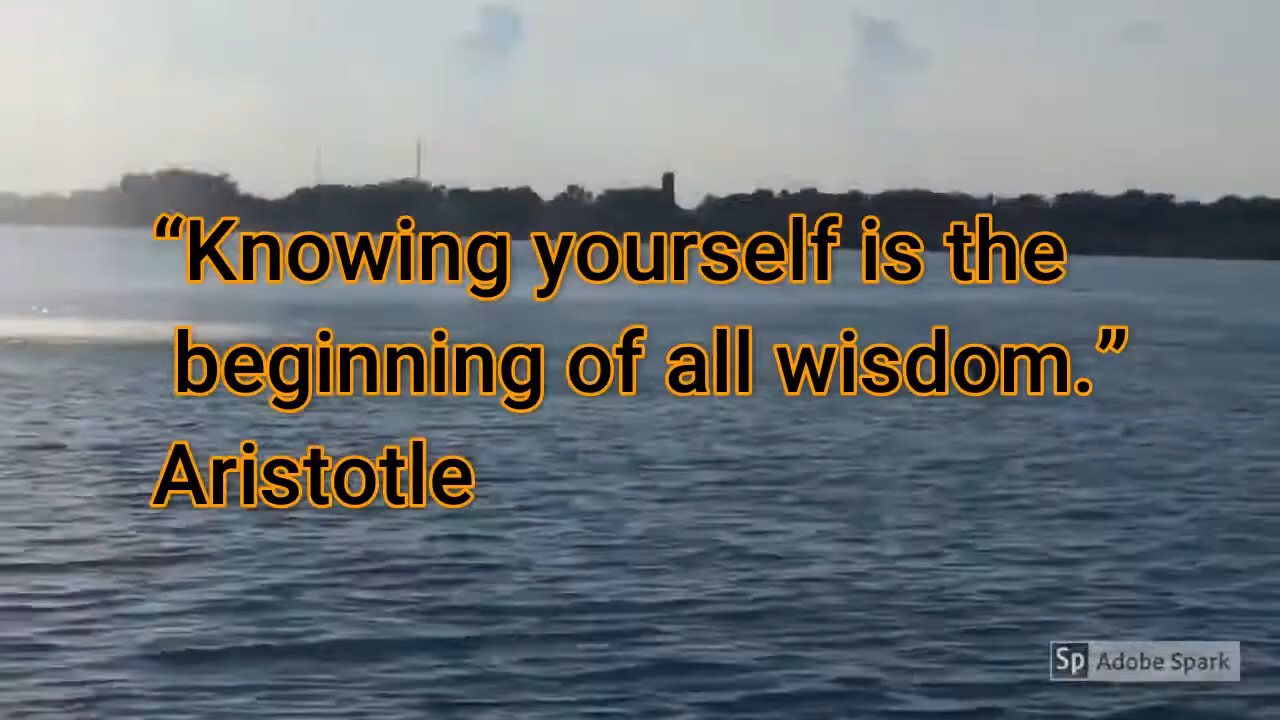 “Knowing yourself is the
beginning of all wisdom.”
Aristotle
Sp Adobe Spark